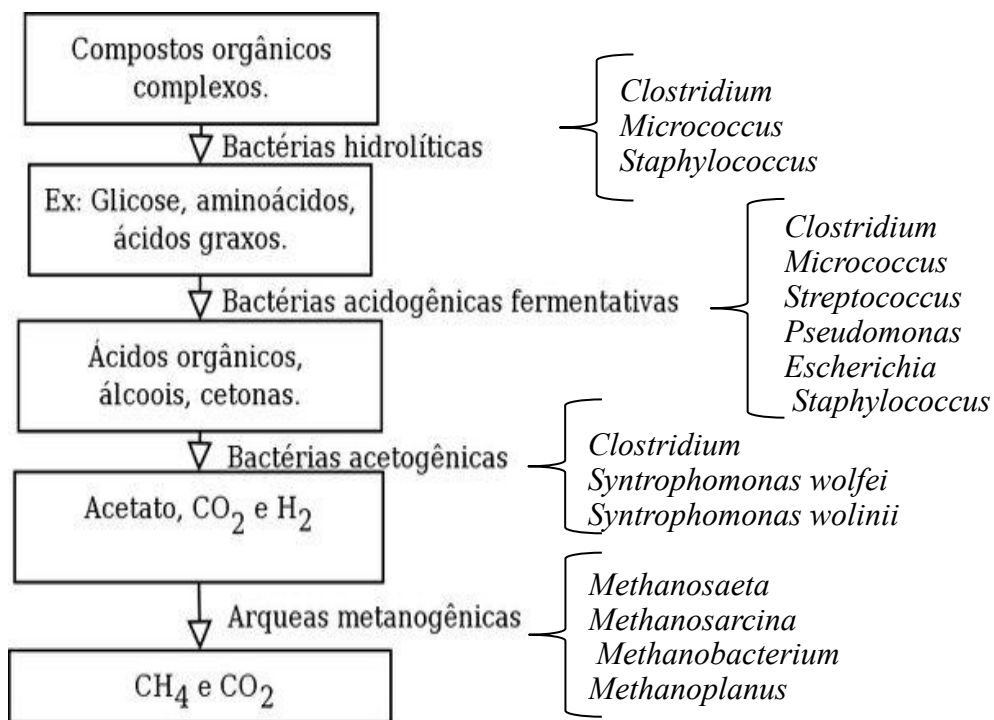 Compostos orgânicos
complexos.
Bactérias hidrolíticas
Clostridium
Micrococcus
Staphylococcus
Ex: Glicose, aminoácidos,
ácidos graxos.
Bactérias acidogênicas fermentativas
Clostridium
Micrococcus
Streptococcus
Pseudomonas
Escherichia
Staphylococcus
Ácidos orgânicos,
álcoois, cetonas.
Bactérias acetogênicas
Clostridium
Syntrophomonas wolfei
Syntrophomonas wolinii
Acetato, CO2 e H2
Arqueas metanogênicas
Methanosaeta
Methanosarcina
Methanobacterium
Methanoplanus
CH4 e CO2